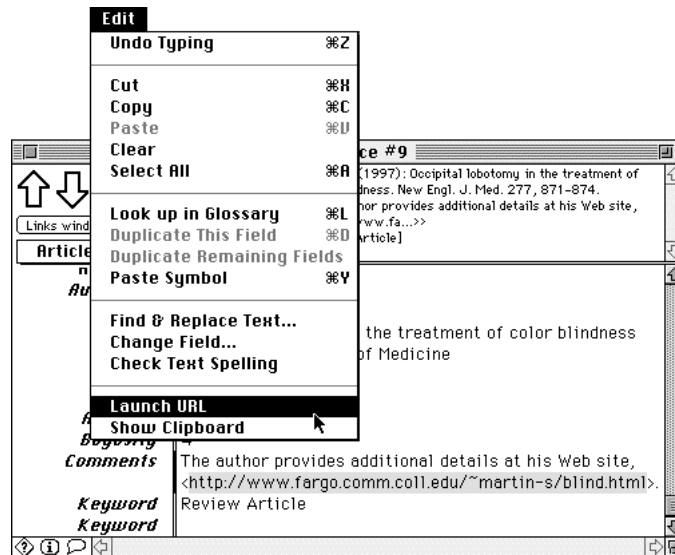 Edit
Undo Typing ⌘Z
Cut ⌘X
Copy ⌘C
Paste ⌘V
Clear
Select All ⌘A
Look up in Glossary ⌘L
Duplicate This Field ⌘D
Duplicate Remaining Fields
Paste Symbol ⌘Y
Find & Replace Text...
Change Field...
Check Text Spelling
Launch URL
Show Clipboard
ce #9
(1997): Occipital lobotomy in the treatment of
dness. New Engl. J. Med. 277, 871-874.
hor provides additional details at his Web site,
ww.fa...>>
rticle]
Links wind
Article
Au
the treatment of color blindness
of Medicine
Bogosity 4
Comments The author provides additional details at his Web site,
<http://www.fargo.comm.coll.edu/~martin-s/blind.html>.
Keyword Review Article
Keyword